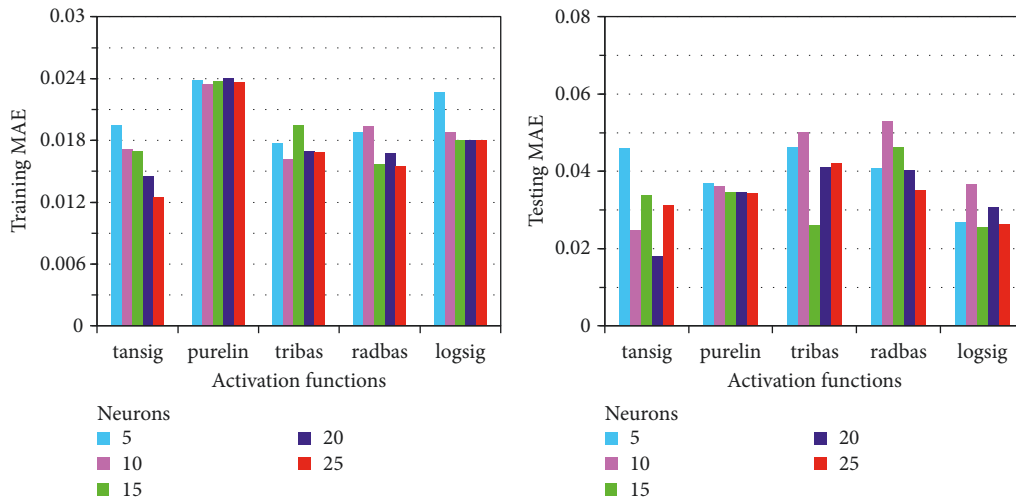 0.03
0.024
0.018
0.012
0.006
0
Training MAE
tansig purelin tribas radbas logsig
Activation functions
Neurons
5 20
10 25
15
0.08
0.06
0.04
0.02
0
Testing MAE
tansig purelin tribas radbas logsig
Activation functions
Neurons
5 20
10 25
15